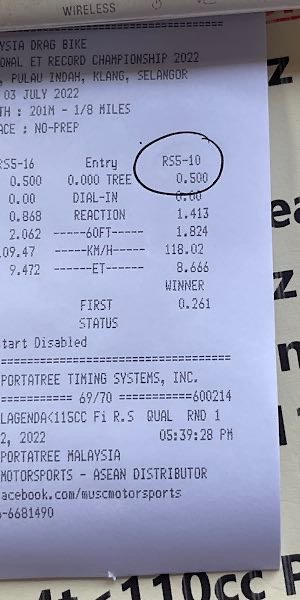 WIRELESS
YSIA DRAG BIKE
ONAL ET RECORD CHAMPIONSHIP 2022
, PULAU INDAH, KLANG, SELANGOR
03 JULY 2022
TH : 201M - 1/8 MILES
ACE : NO-PREP
RS5-16 Entry RS5-10
0.500 0.000 TREE 0.500
0.00 DIAL-IN 0.00
0.868 REACTION 1.413
2.062 -----60FT----- 1.824
09.47 -----KM/H----- 118.02
9.472 ------ET------ 8.666
WINNER
FIRST 0.261
STATUS
tart Disabled
PORTATREE TIMING SYSTEMS, INC.
=========== 69/70 ===========600214
LAGENDA<115CC Fi R.S QUAL RND 1
2, 2022 05:39:28 PM
PORTATREE MALAYSIA
MOTORSPORTS - ASEAN DISTRIBUTOR
acebook.com/muscmotorsports
-6681490
z
ea
z
n
4t<110cc